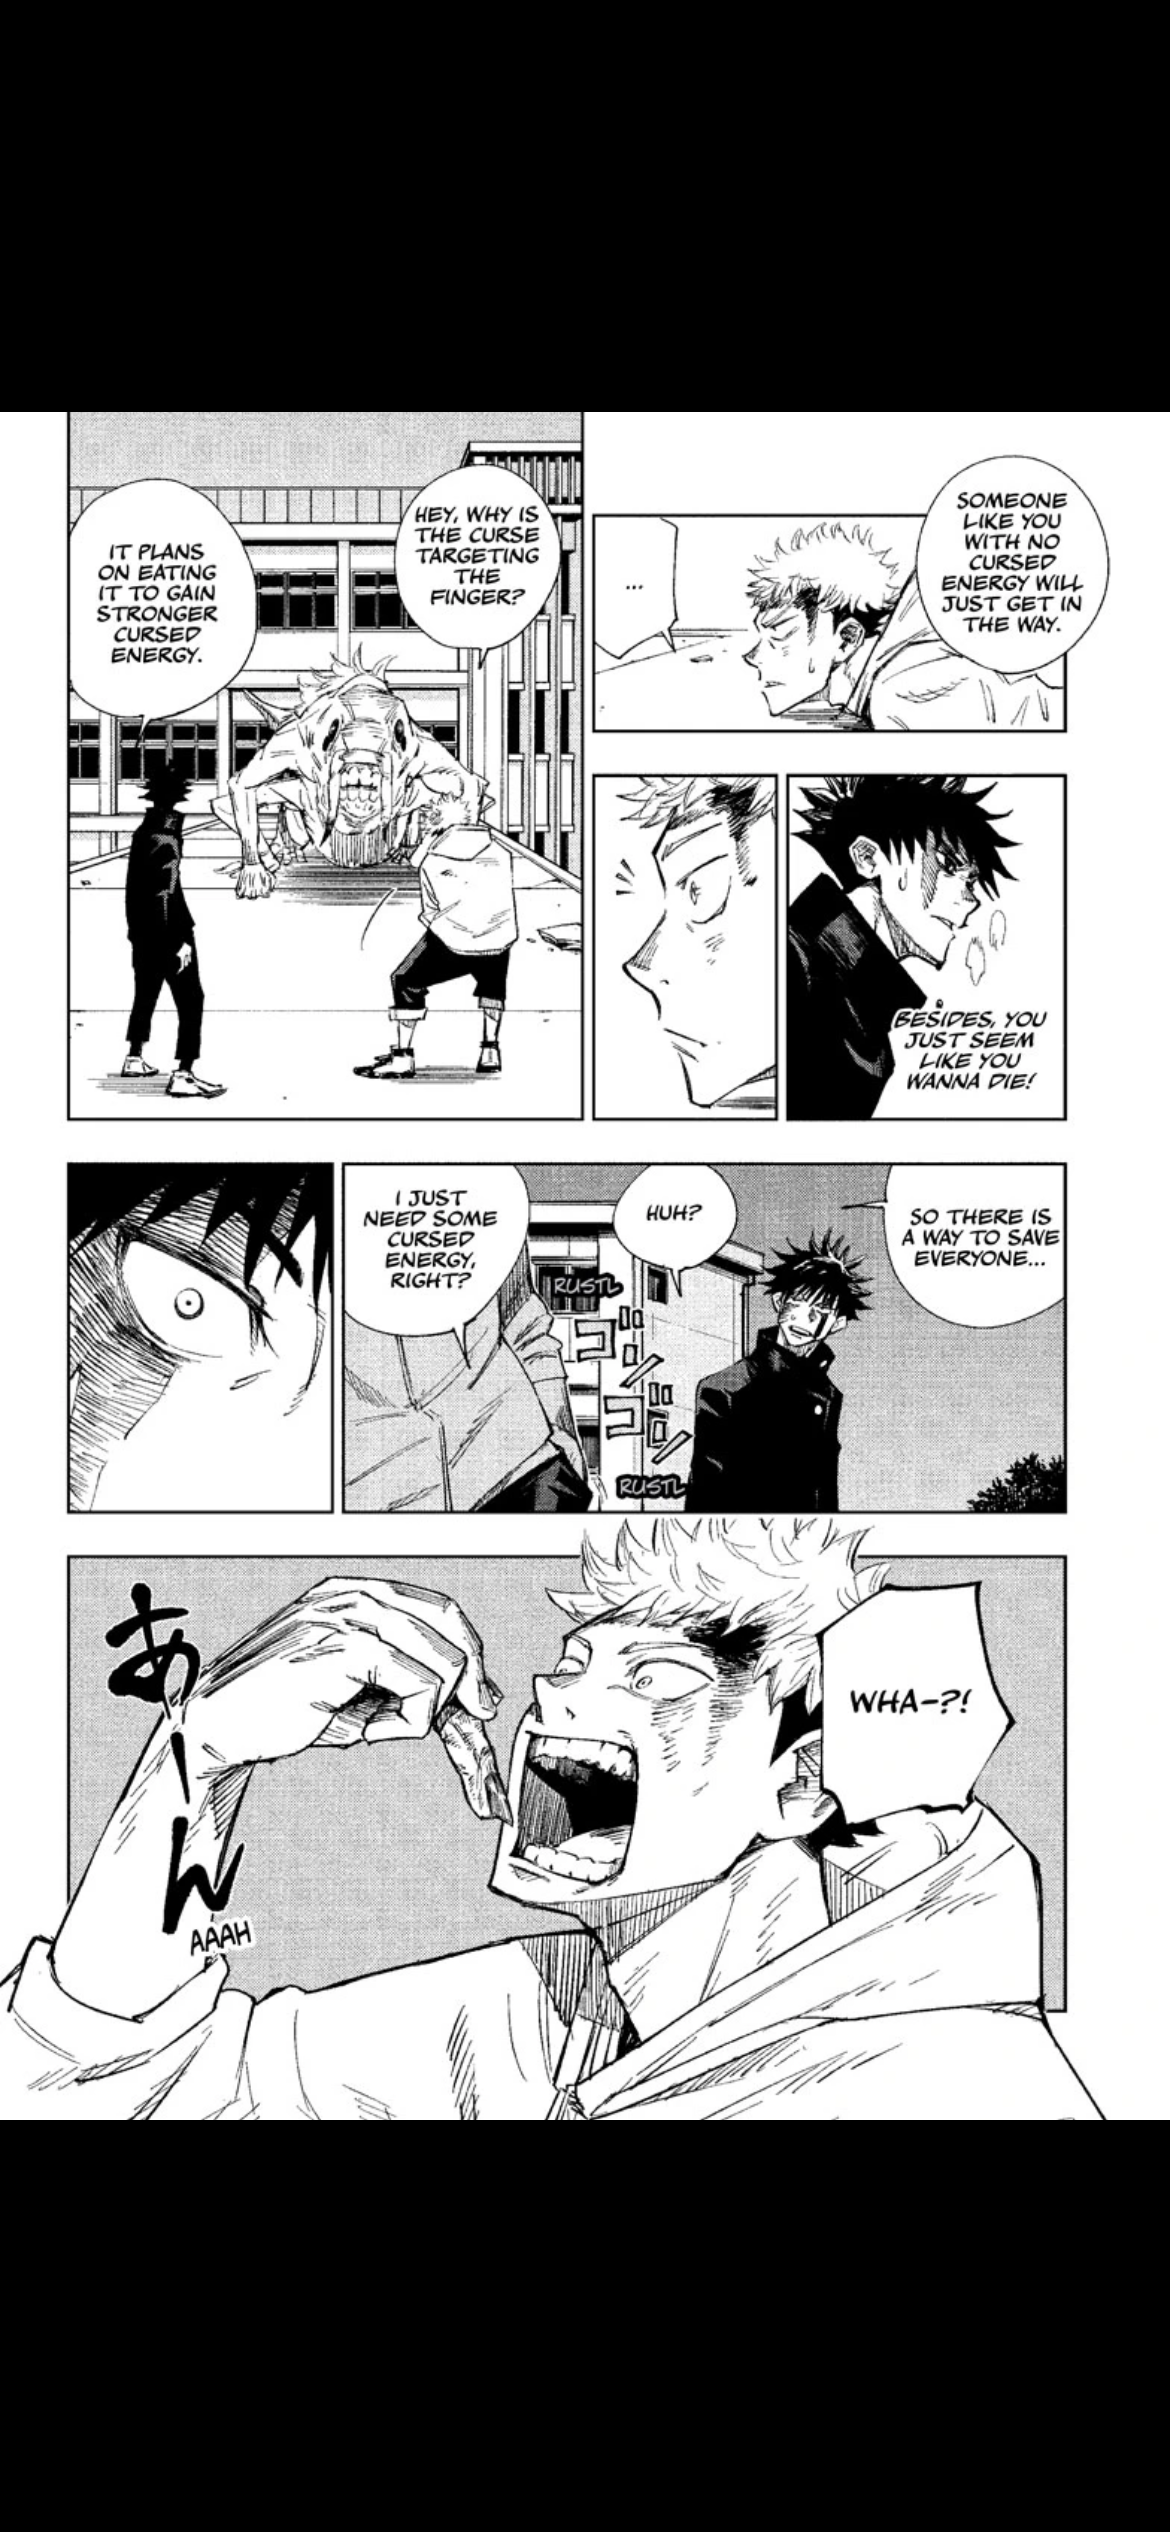 SOMEONE
LIKE YOU
WITH NO
CURSED
ENERGY WILL
JUST GET IN
THE WAY.
...
BESIDES, YOU
JUST SEEM
LIKE YOU
WANNA DIE!
HEY, WHY IS
THE CURSE
TARGETING
THE
FINGER?
IT PLANS
ON EATING
IT TO GAIN
STRONGER
CURSED
ENERGY.
SO THERE IS
A WAY TO SAVE
EVERYONE...
HUH?
RUSTL
ゴソ
ゴソ
RUSTL
I JUST
NEED SOME
CURSED
ENERGY,
RIGHT?
WHA-?!
あーん
AAAH